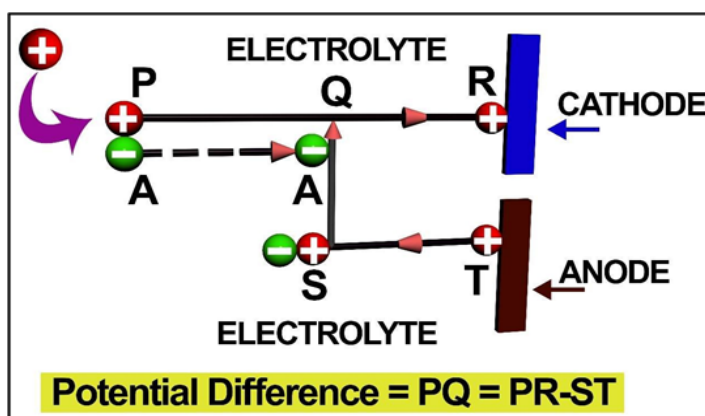 +
P
ELECTROLYTE
Q
R
+
+
CATHODE
−
−
A
A
−
+
+
S
T
ANODE
ELECTROLYTE
Potential Difference = PQ = PR-ST